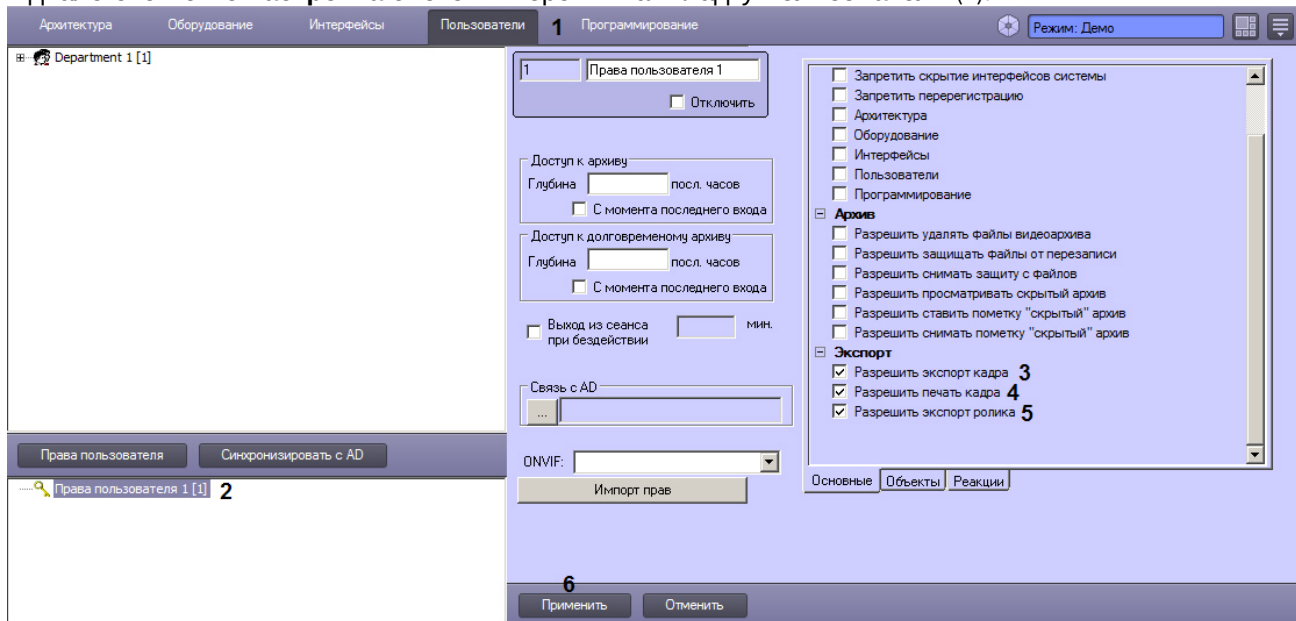 Архитектура Оборудование Интерфейсы Пользователи 1 Программирование Режим: Демо
Department 1 [1]
1 Права пользователя 1
Отключить
Доступ к архиву
Глубина посл. часов
С момента последнего входа
Доступ к долговременому архиву
Глубина посл. часов
С момента последнего входа
Выход из сеанса мин.
при бездействии
Связь с AD
...
ONVIF:
Импорт прав
Запретить скрытие интерфейсов системы
Запретить перерегистрацию
Архитектура
Оборудование
Интерфейсы
Пользователи
Программирование
Архив
Разрешить удалять файлы видеоархива
Разрешить защищать файлы от перезаписи
Разрешить снимать защиту с файлов
Разрешить просматривать скрытый архив
Разрешить ставить пометку "скрытый" архив
Разрешить снимать пометку "скрытый" архив
Экспорт
Разрешить экспорт кадра 3
Разрешить печать кадра 4
Разрешить экспорт ролика 5
Основные Объекты Реакции
Права пользователя Синхронизировать с AD
Права пользователя 1 [1] 2
6
Применить Отменить